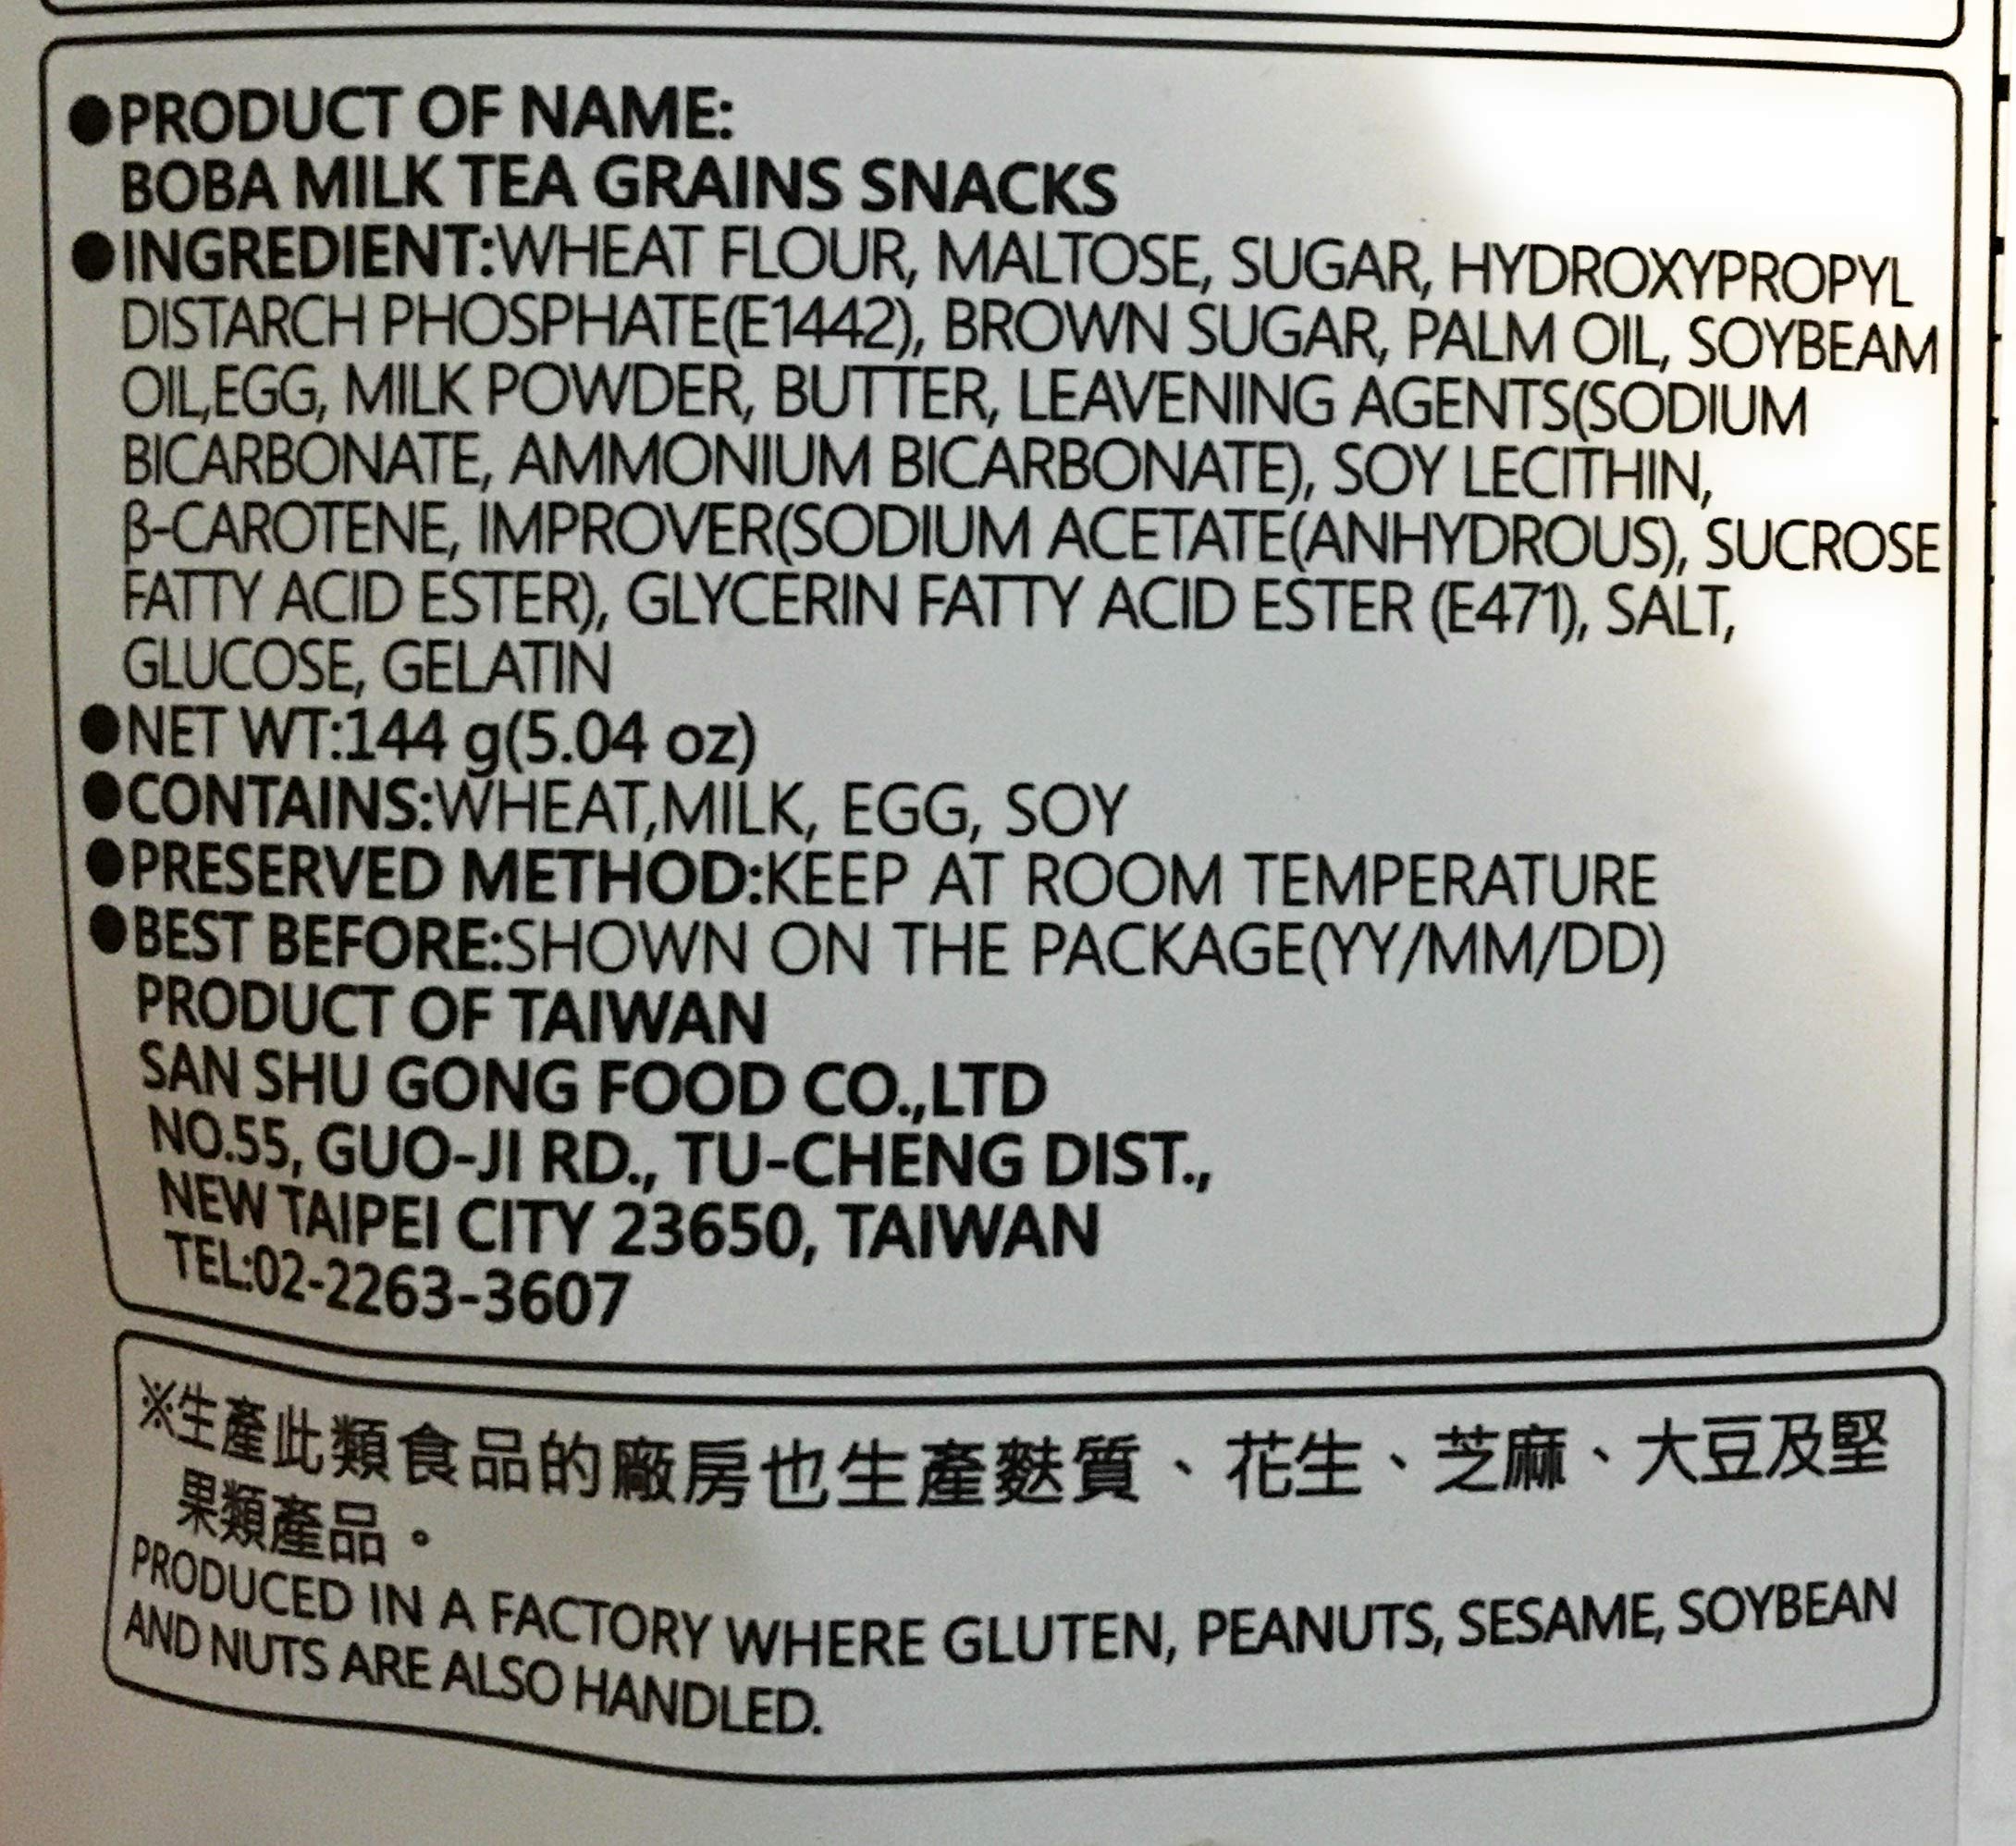 ●PRODUCT OF NAME:
BOBA MILK TEA GRAINS SNACKS
●INGREDIENT:WHEAT FLOUR, MALTOSE, SUGAR, HYDROXYPROPYL
DISTARCH PHOSPHATE(E1442), BROWN SUGAR, PALM OIL, SOYBEAM
OIL,EGG, MILK POWDER, BUTTER, LEAVENING AGENTS(SODIUM
BICARBONATE, AMMONIUM BICARBONATE), SOY LECITHIN,
β-CAROTENE, IMPROVER(SODIUM ACETATE(ANHYDROUS), SUCROSE
FATTY ACID ESTER), GLYCERIN FATTY ACID ESTER (E471), SALT,
GLUCOSE, GELATIN
●NET WT:144 g(5.04 oz)
●CONTAINS:WHEAT,MILK, EGG, SOY
●PRESERVED METHOD:KEEP AT ROOM TEMPERATURE
●BEST BEFORE:SHOWN ON THE PACKAGE(YY/MM/DD)
PRODUCT OF TAIWAN
SAN SHU GONG FOOD CO.,LTD
NO.55, GUO-JI RD., TU-CHENG DIST.,
NEW TAIPEI CITY 23650, TAIWAN
TEL:02-2263-3607
※生產此類食品的廠房也生產麩質、花生、芝麻、大豆及堅
果類產品。
PRODUCED IN A FACTORY WHERE GLUTEN, PEANUTS, SESAME, SOYBEAN
AND NUTS ARE ALSO HANDLED.